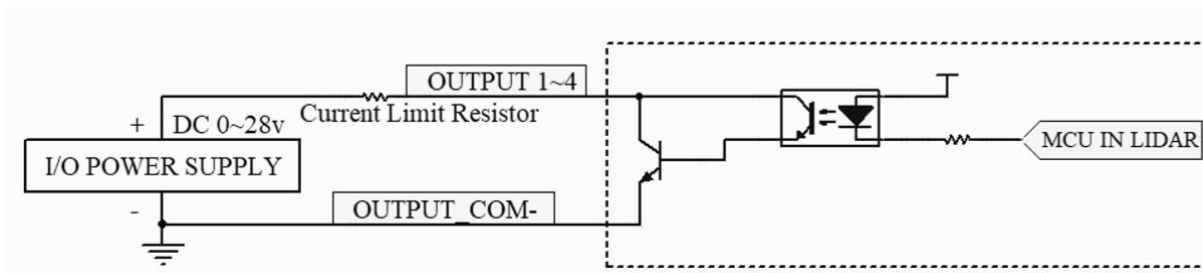 OUTPUT 1~4
Current Limit Resistor
+ DC 0~28v
I/O POWER SUPPLY
MCU IN LIDAR
OUTPUT_COM-
-